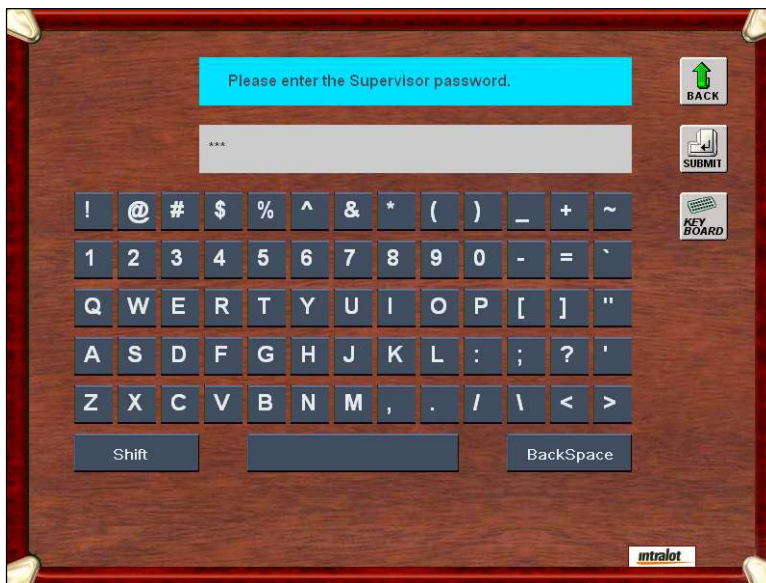 Please enter the Supervisor password.
BACK
***
SUBMIT
! @ # $ % ^ & * ( ) _ + ~
KEY
BOARD
1 2 3 4 5 6 7 8 9 0 - = `
Q W E R T Y U I O P [ ] "
A S D F G H J K L : ; ? '
Z X C V B N M , . / \ < >
Shift BackSpace
intralot